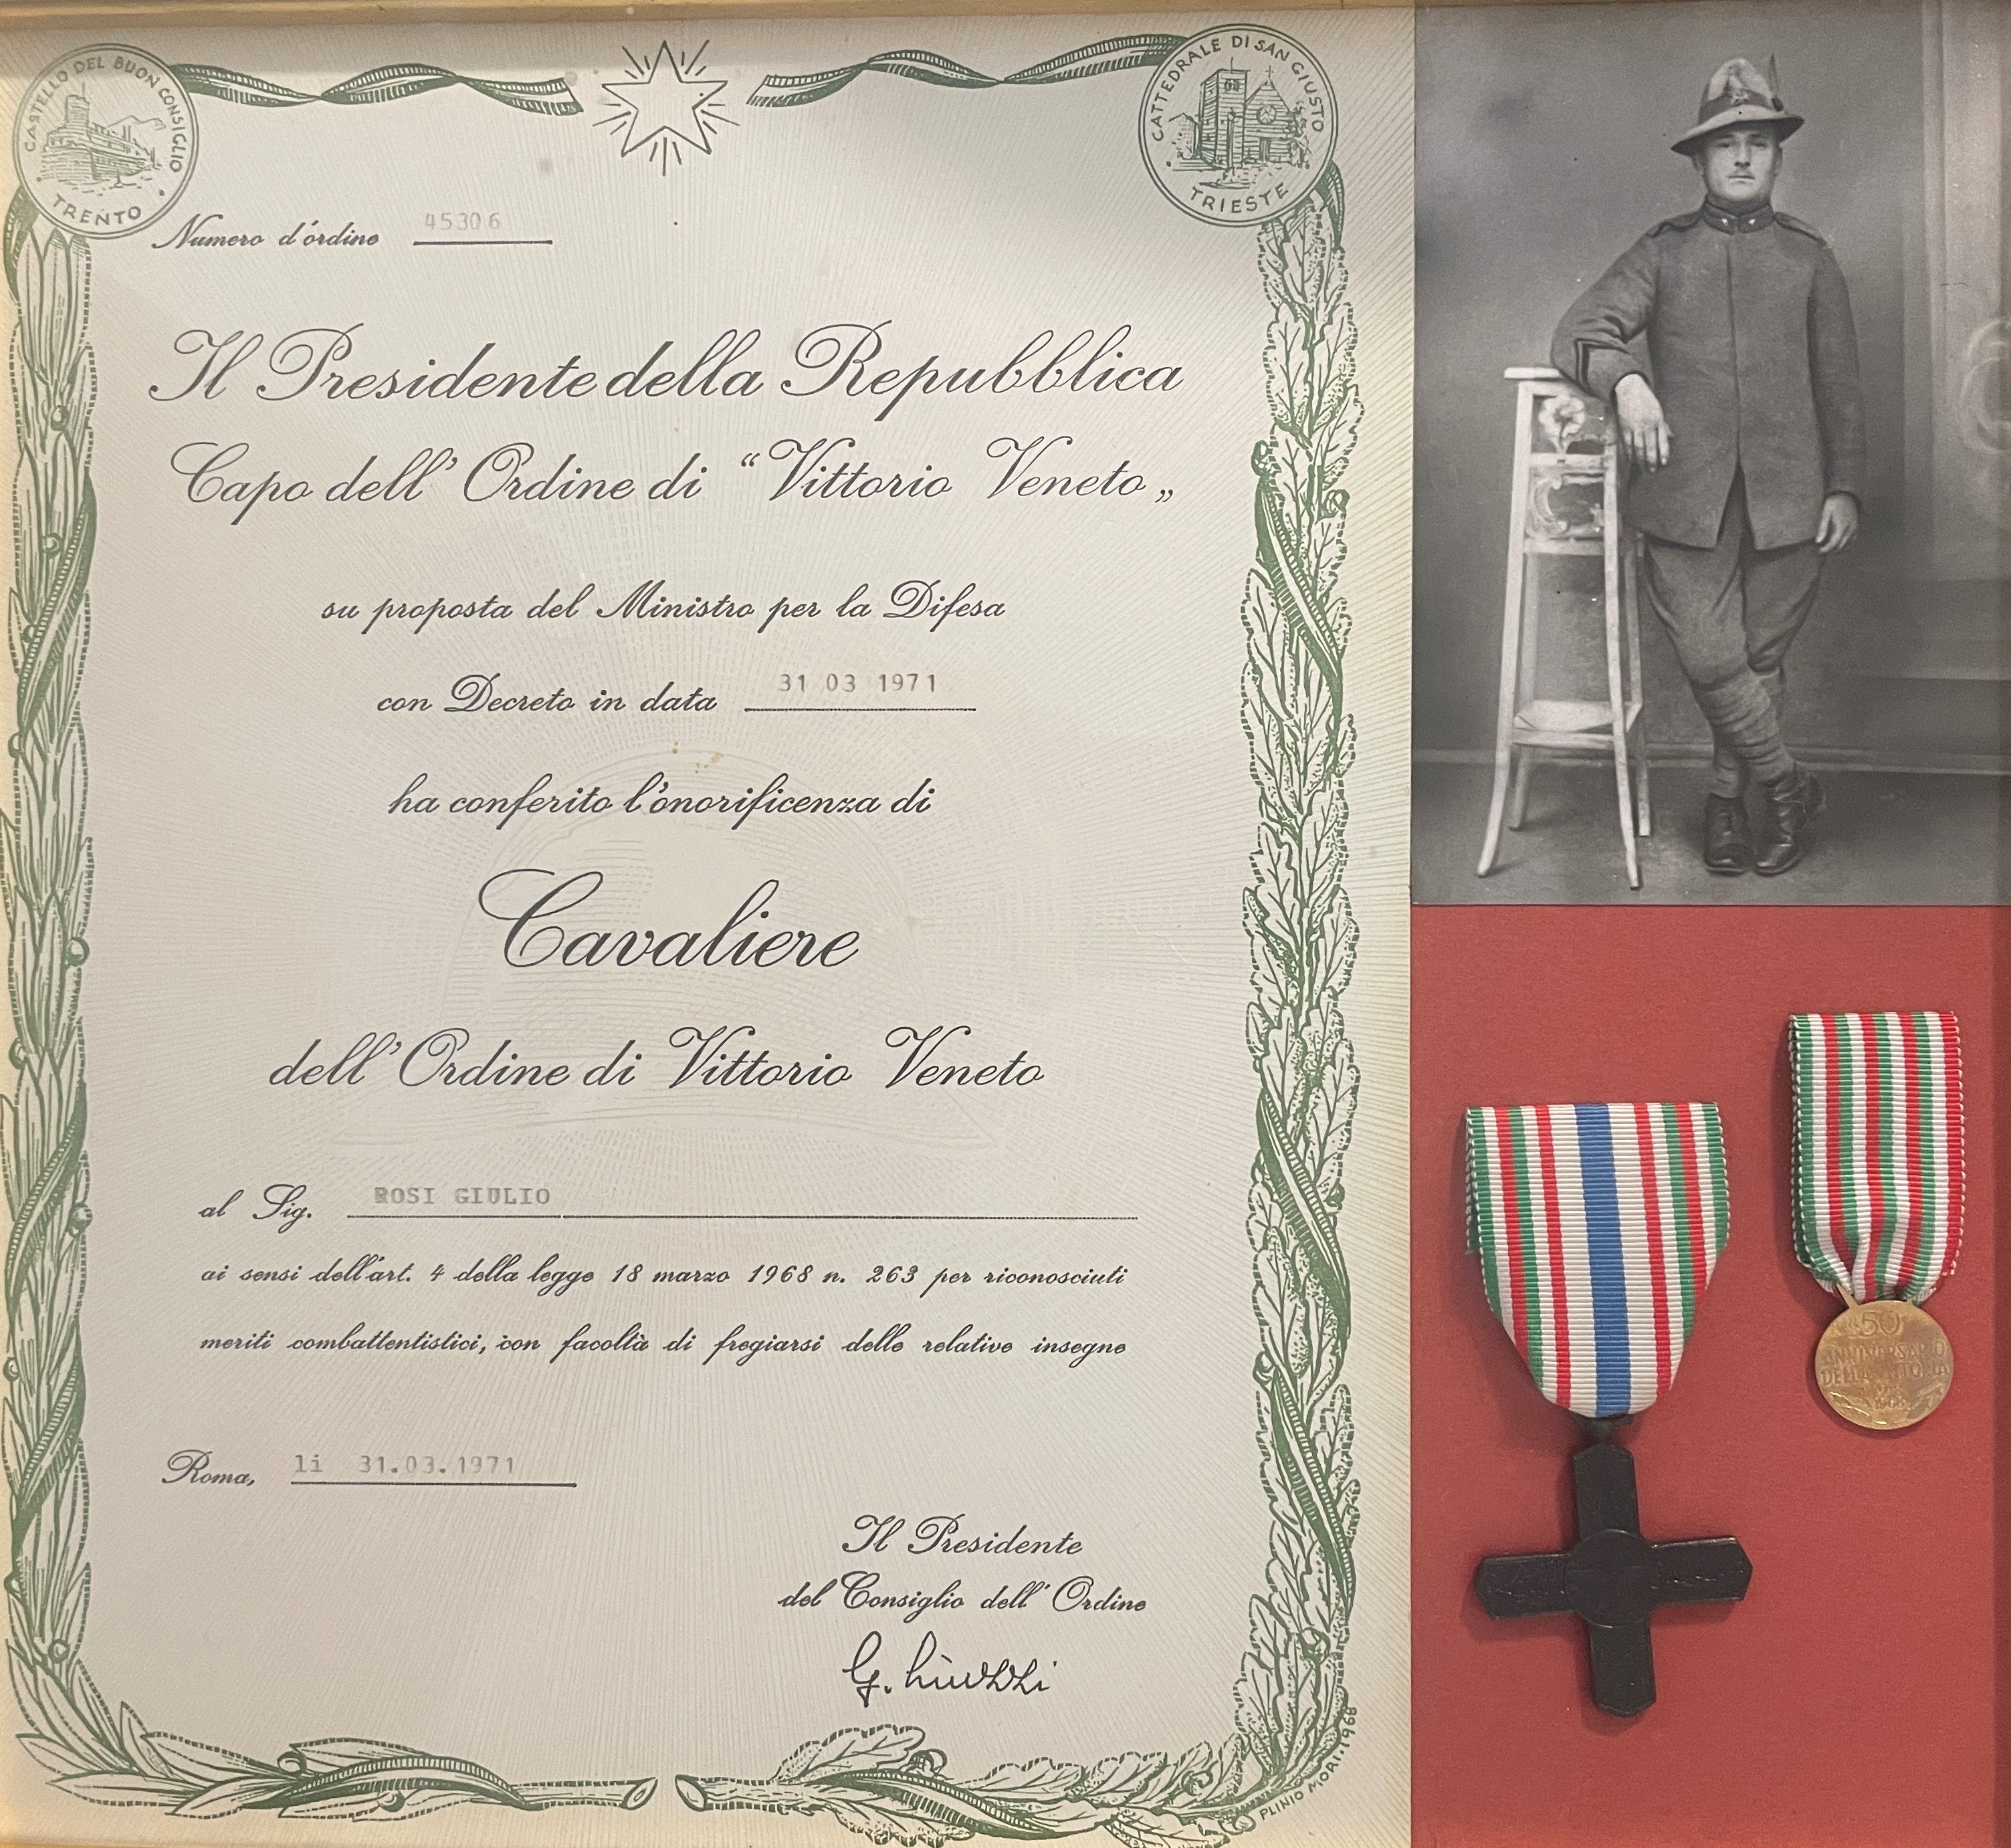 CASTELLO DEL BUON CONSIGLIO
TRENTO
CATTEDRALE DI SAN GIUSTO
TRIESTE
Numero d'ordine 45306
Il Presidente della Repubblica
Capo dell' Ordine di “Vittorio Veneto„
su proposta del Ministro per la Difesa
con Decreto in data 31 03 1971
ha conferito l'onorificenza di
Cavaliere
dell' Ordine di Vittorio Veneto
al Sig. ROSI GIULIO
ai sensi dell'art. 4 della legge 18 marzo 1968 n. 263 per riconosciuti
meriti combattentistici, con facoltà di fregiarsi delle relative insegne
Roma, li 31.03.1971
Il Presidente
del Consiglio dell' Ordine
G.
PLINIO MORI. 1968
50
ANNIVERSARIO
DELLA VITTORIA
1968